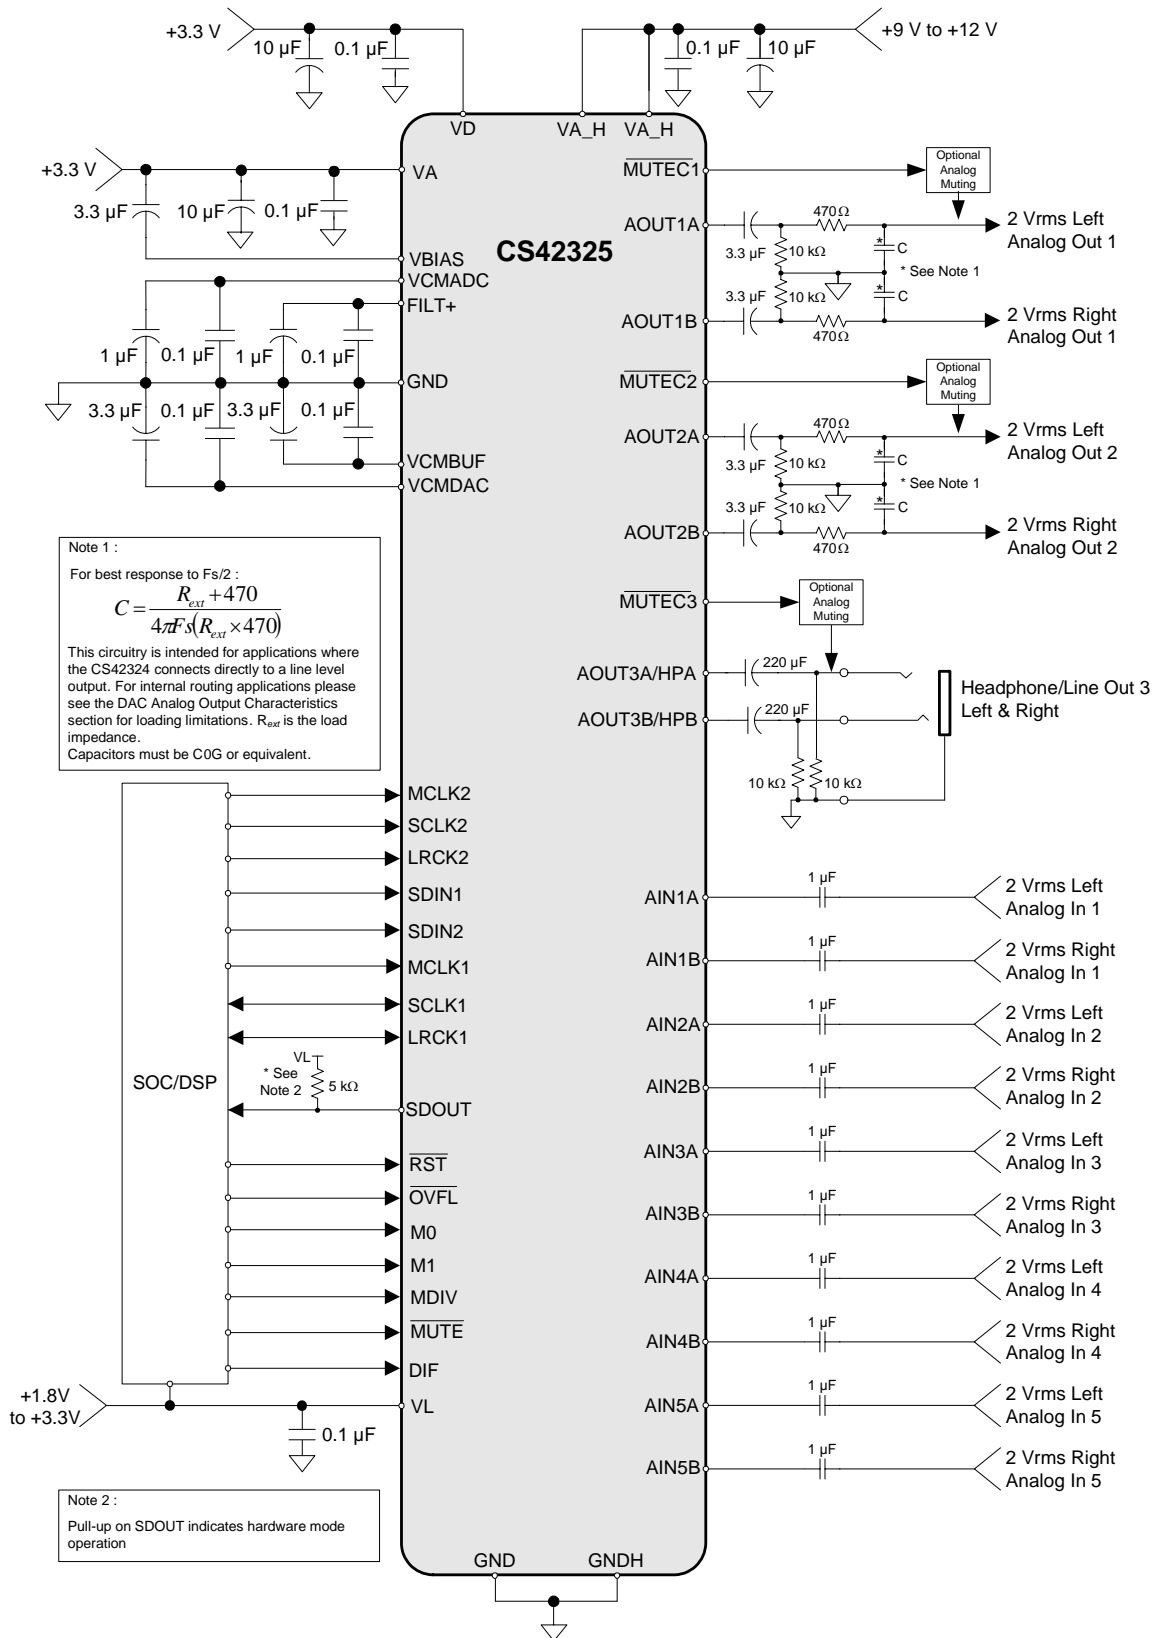 +3.3 V
10 µF
0.1 µF
0.1 µF
10 µF
+9 V to +12 V
VD
VA_H
VA_H
+3.3 V
VA
3.3 µF
10 µF
0.1 µF
VBIAS
VCMADC
FILT+
1 µF
0.1 µF
1 µF
0.1 µF
GND
3.3 µF
0.1 µF
3.3 µF
0.1 µF
VCMBUF
VCMDAC
CS42325
MUTEC1
Optional
Analog
Muting
AOUT1A
470Ω
3.3 µF
10 kΩ
* C
2 Vrms Left
Analog Out 1
* See Note 1
3.3 µF
10 kΩ
* C
AOUT1B
470Ω
2 Vrms Right
Analog Out 1
MUTEC2
Optional
Analog
Muting
AOUT2A
470Ω
3.3 µF
10 kΩ
* C
2 Vrms Left
Analog Out 2
* See Note 1
3.3 µF
10 kΩ
* C
AOUT2B
470Ω
2 Vrms Right
Analog Out 2
MUTEC3
Optional
Analog
Muting
AOUT3A/HPA
220 µF
AOUT3B/HPB
220 µF
Headphone/Line Out 3
Left & Right
10 kΩ
10 kΩ
Note 1 :
For best response to Fs/2 :
C = (R_ext + 470) / (4πFs(R_ext × 470))
This circuitry is intended for applications where
the CS42324 connects directly to a line level
output. For internal routing applications please
see the DAC Analog Output Characteristics
section for loading limitations. Rext is the load
impedance.
Capacitors must be C0G or equivalent.
SOC/DSP
MCLK2
SCLK2
LRCK2
SDIN1
SDIN2
MCLK1
SCLK1
LRCK1
VL
* See
Note 2
5 kΩ
SDOUT
RST
OVFL
M0
M1
MDIV
MUTE
DIF
+1.8V
to +3.3V
VL
0.1 µF
AIN1A
1 µF
2 Vrms Left
Analog In 1
AIN1B
1 µF
2 Vrms Right
Analog In 1
AIN2A
1 µF
2 Vrms Left
Analog In 2
AIN2B
1 µF
2 Vrms Right
Analog In 2
AIN3A
1 µF
2 Vrms Left
Analog In 3
AIN3B
1 µF
2 Vrms Right
Analog In 3
AIN4A
1 µF
2 Vrms Left
Analog In 4
AIN4B
1 µF
2 Vrms Right
Analog In 4
AIN5A
1 µF
2 Vrms Left
Analog In 5
AIN5B
1 µF
2 Vrms Right
Analog In 5
Note 2 :
Pull-up on SDOUT indicates hardware mode
operation
GND
GNDH